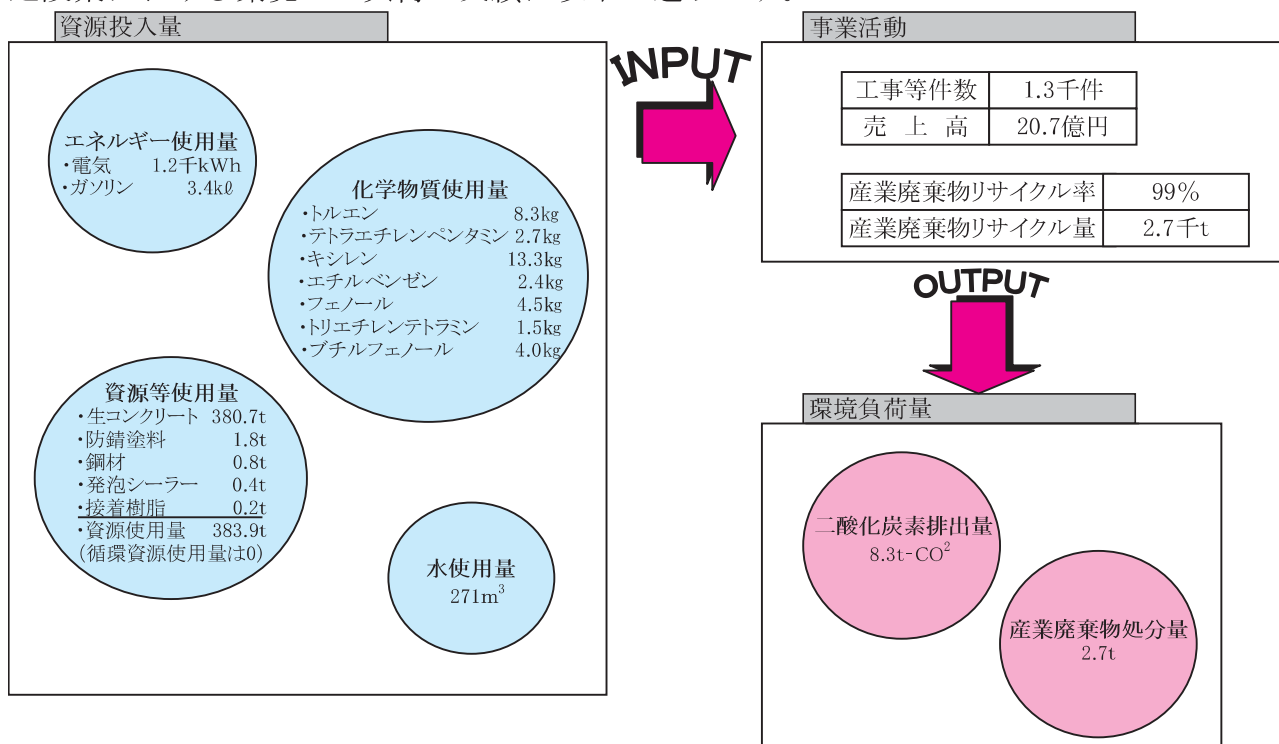 資源投入量
エネルギー使用量
・電気 1.2千kWh
・ガソリン 3.4kℓ
化学物質使用量
・トルエン 8.3kg
・テトラエチレンペンタミン 2.7kg
・キシレン 13.3kg
・エチルベンゼン 2.4kg
・フェノール 4.5kg
・トリエチレンテトラミン 1.5kg
・ブチルフェノール 4.0kg
資源等使用量
・生コンクリート 380.7t
・防錆塗料 1.8t
・鋼材 0.8t
・発泡シーラー 0.4t
・接着樹脂 0.2t
・資源使用量 383.9t
(循環資源使用量は0)
水使用量
271m³
INPUT
事業活動
工事等件数 1.3千件
売上高 20.7億円
産業廃棄物リサイクル率 99%
産業廃棄物リサイクル量 2.7千t
OUTPUT
環境負荷量
二酸化炭素排出量
8.3t-CO²
産業廃棄物処分量
2.7t